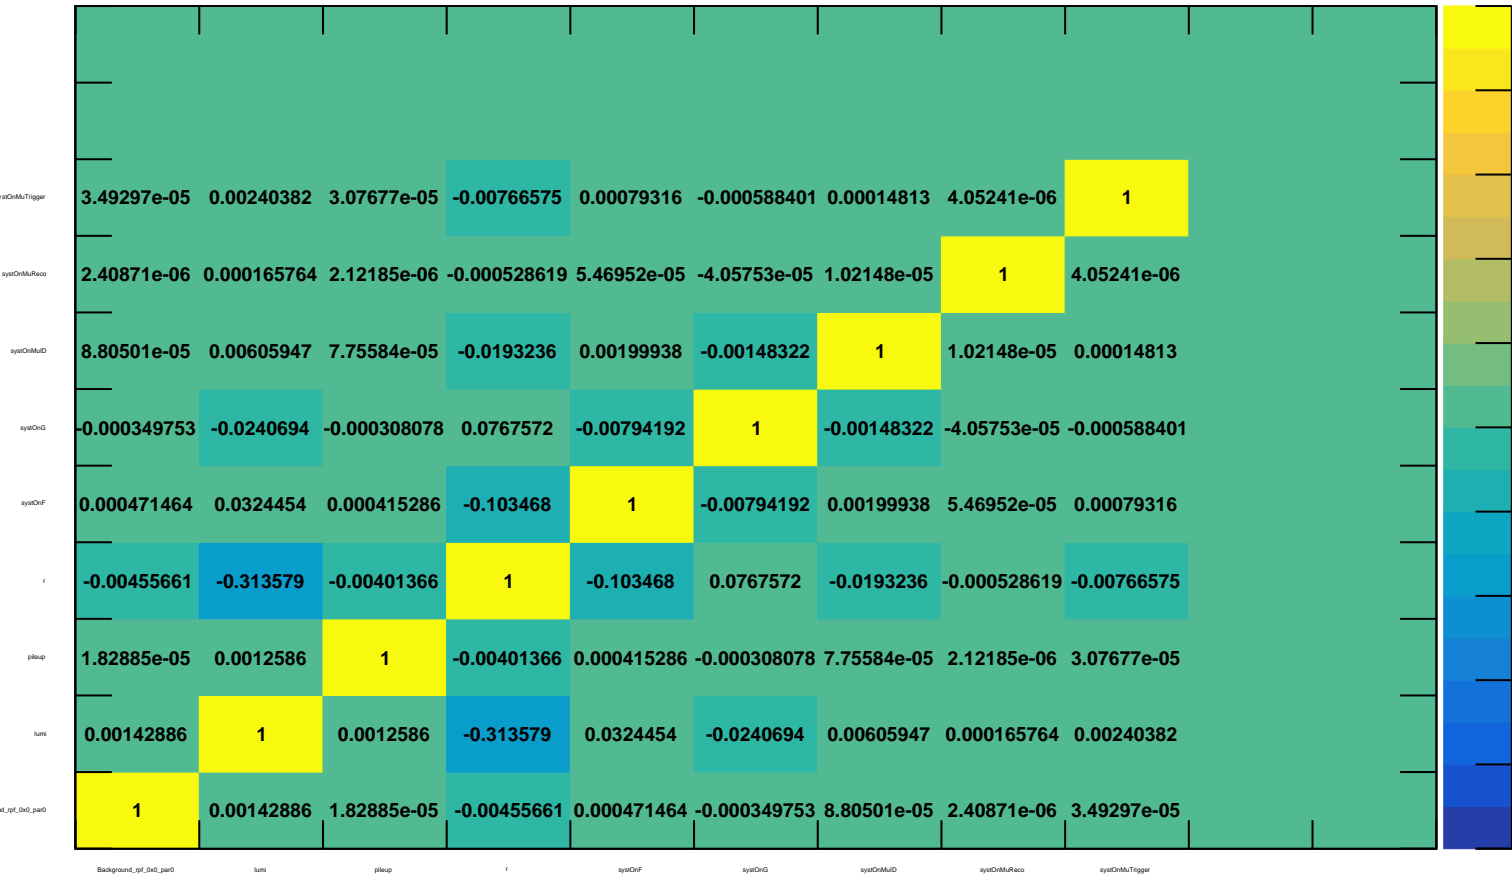 rstOnMuTrigger 3.49297e-05 0.00240382 3.07677e-05 -0.00766575 0.00079316 -0.000588401 0.00014813 4.05241e-06 1
systOnMuReco 2.40871e-06 0.000165764 2.12185e-06 -0.000528619 5.46952e-05 -4.05753e-05 1.02148e-05 1 4.05241e-06
systOnMuID 8.80501e-05 0.00605947 7.75584e-05 -0.0193236 0.00199938 -0.00148322 1 1.02148e-05 0.00014813
systOnG -0.000349753 -0.0240694 -0.000308078 0.0767572 -0.00794192 1 -0.00148322 -4.05753e-05 -0.000588401
systOnF 0.000471464 0.0324454 0.000415286 -0.103468 1 -0.00794192 0.00199938 5.46952e-05 0.00079316
r -0.00455661 -0.313579 -0.00401366 1 -0.103468 0.0767572 -0.0193236 -0.000528619 -0.00766575
pileup 1.82885e-05 0.0012586 1 -0.00401366 0.000415286 -0.000308078 7.75584e-05 2.12185e-06 3.07677e-05
lumi 0.00142886 1 0.0012586 -0.313579 0.0324454 -0.0240694 0.00605947 0.000165764 0.00240382
d_rpf_0x0_par0 1 0.00142886 1.82885e-05 -0.00455661 0.000471464 -0.000349753 8.80501e-05 2.40871e-06 3.49297e-05
Background_rpf_0x0_par0 lumi pileup r systOnF systOnG systOnMuID systOnMuReco systOnMuTrigger